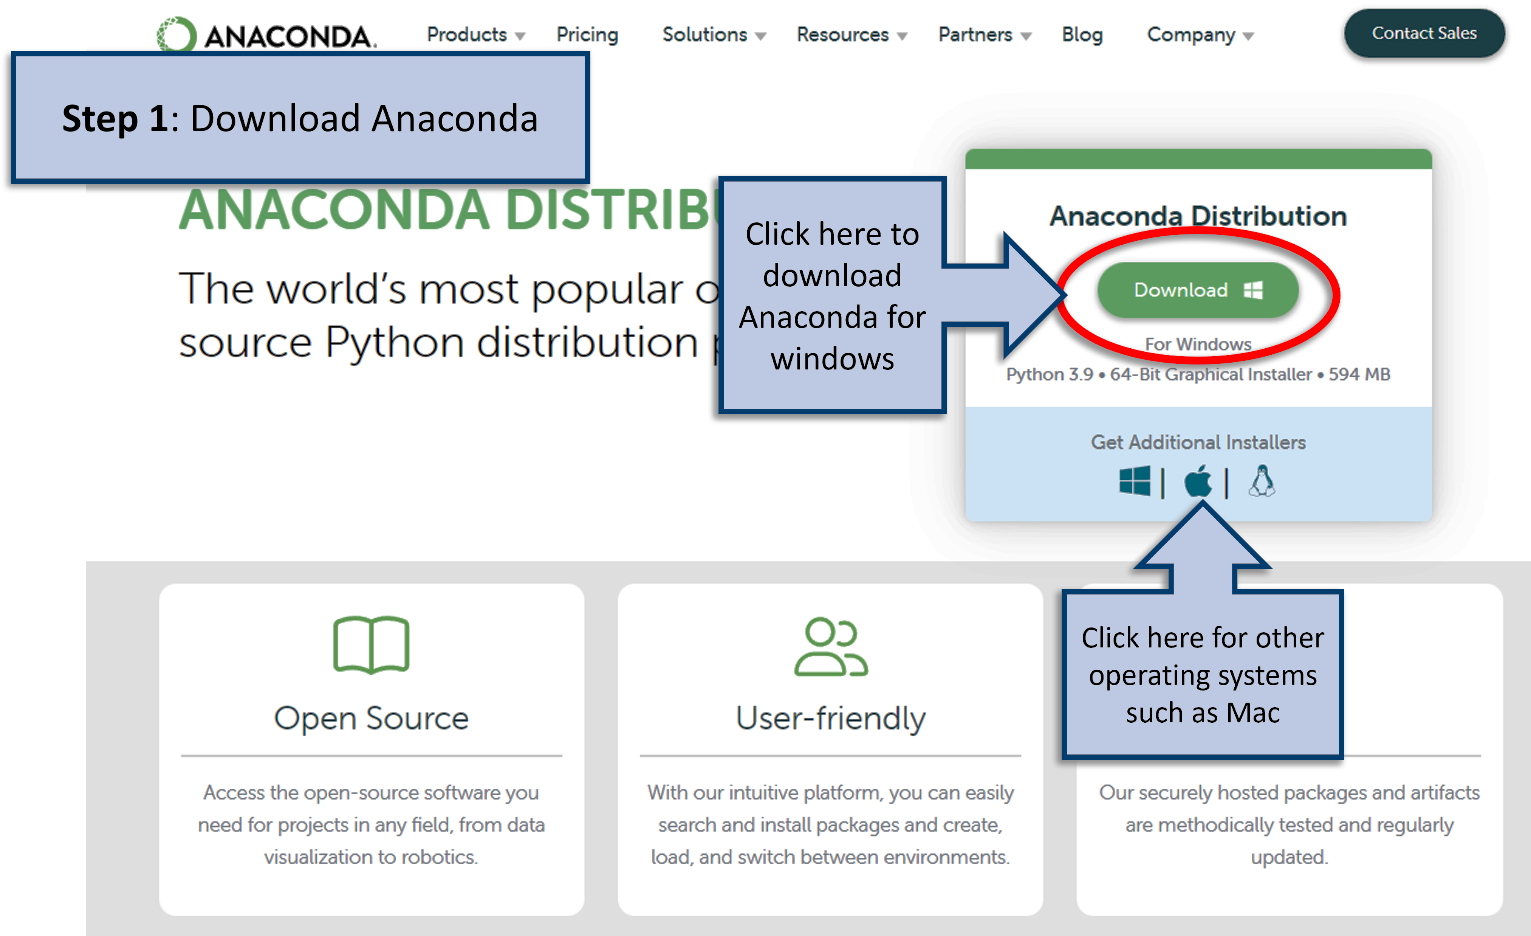 ANACONDA.
Products
Pricing
Solutions
Resources
Partners
Blog
Company
Contact Sales
Step 1: Download Anaconda
ANACONDA
The world's most popular
source Python distribution
Click here to
download
Anaconda for
windows
Anaconda Distribution
Download
For Windows
Python 3.9 • 64-Bit Graphical Installer • 594 MB
Get Additional Installers
Click here for other
operating systems
such as Mac
Open Source
Access the open-source software you
need for projects in any field, from data
visualization to robotics.
User-friendly
With our intuitive platform, you can easily
search and install packages and create,
load, and switch between environments.
Our securely hosted packages and artifacts
are methodically tested and regularly
updated.